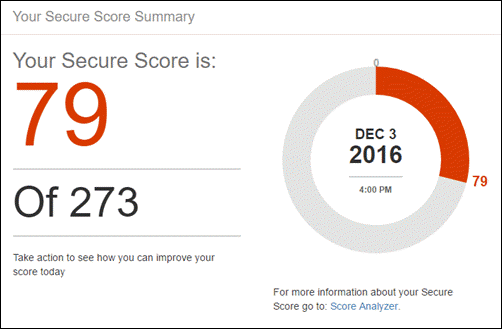 Your Secure Score Summary
Your Secure Score is:
79
Of 273
Take action to see how you can improve your
score today
0
DEC 3
2016
4:00 PM
79
For more information about your Secure
Score go to: Score Analyzer.